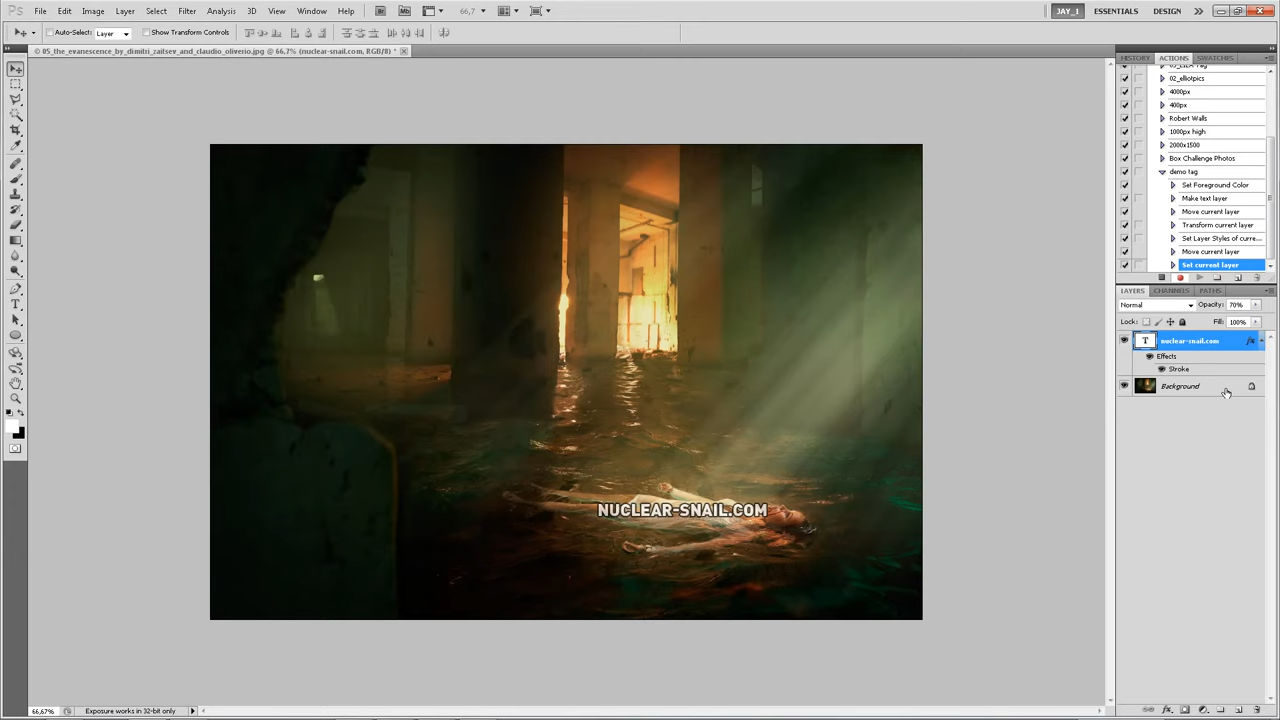 Ps File Edit Image Layer Select Filter Analysis 3D View Window Help 66,7 JAY_1 ESSENTIALS DESIGN
Auto-Select: Layer Show Transform Controls
© 05_the_evanescence_by_dimitri_zaitsev_and_claudio_oliverio.jpg @ 66,7% (nuclear-snail.com, RGB/8) *
HISTORY ACTIONS SWATCHES
02_elliotpics
4000px
400px
Robert Walls
1000px high
2000x1500
Box Challenge Photos
demo tag
Set Foreground Color
Make text layer
Move current layer
Transform current layer
Set Layer Styles of curre...
Move current layer
Set current layer
LAYERS CHANNELS PATHS
Normal Opacity: 70%
Lock: Fill: 100%
T nuclear-snail.com fx
Effects
Stroke
Background
NUCLEAR-SNAIL.COM
66,67% Exposure works in 32-bit only